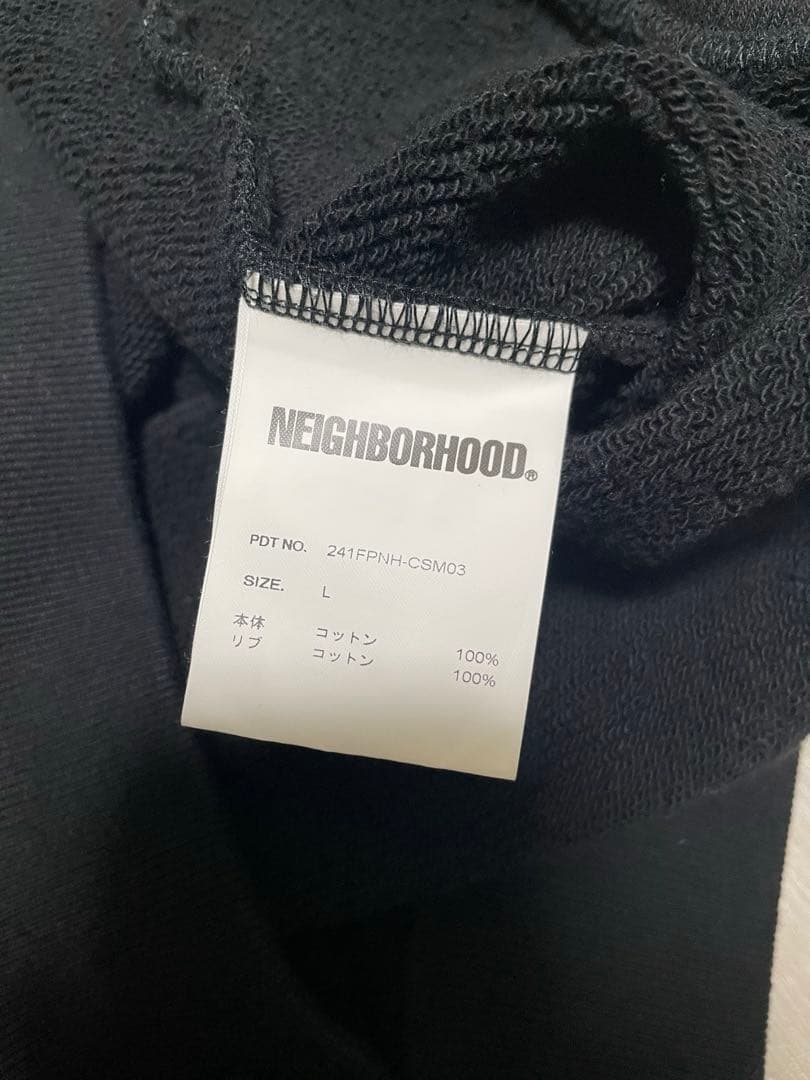 NEIGHBORHOOD®
PDT NO. 241FPNH-CSM03
SIZE. L
本体 コットン 100%
リブ コットン 100%